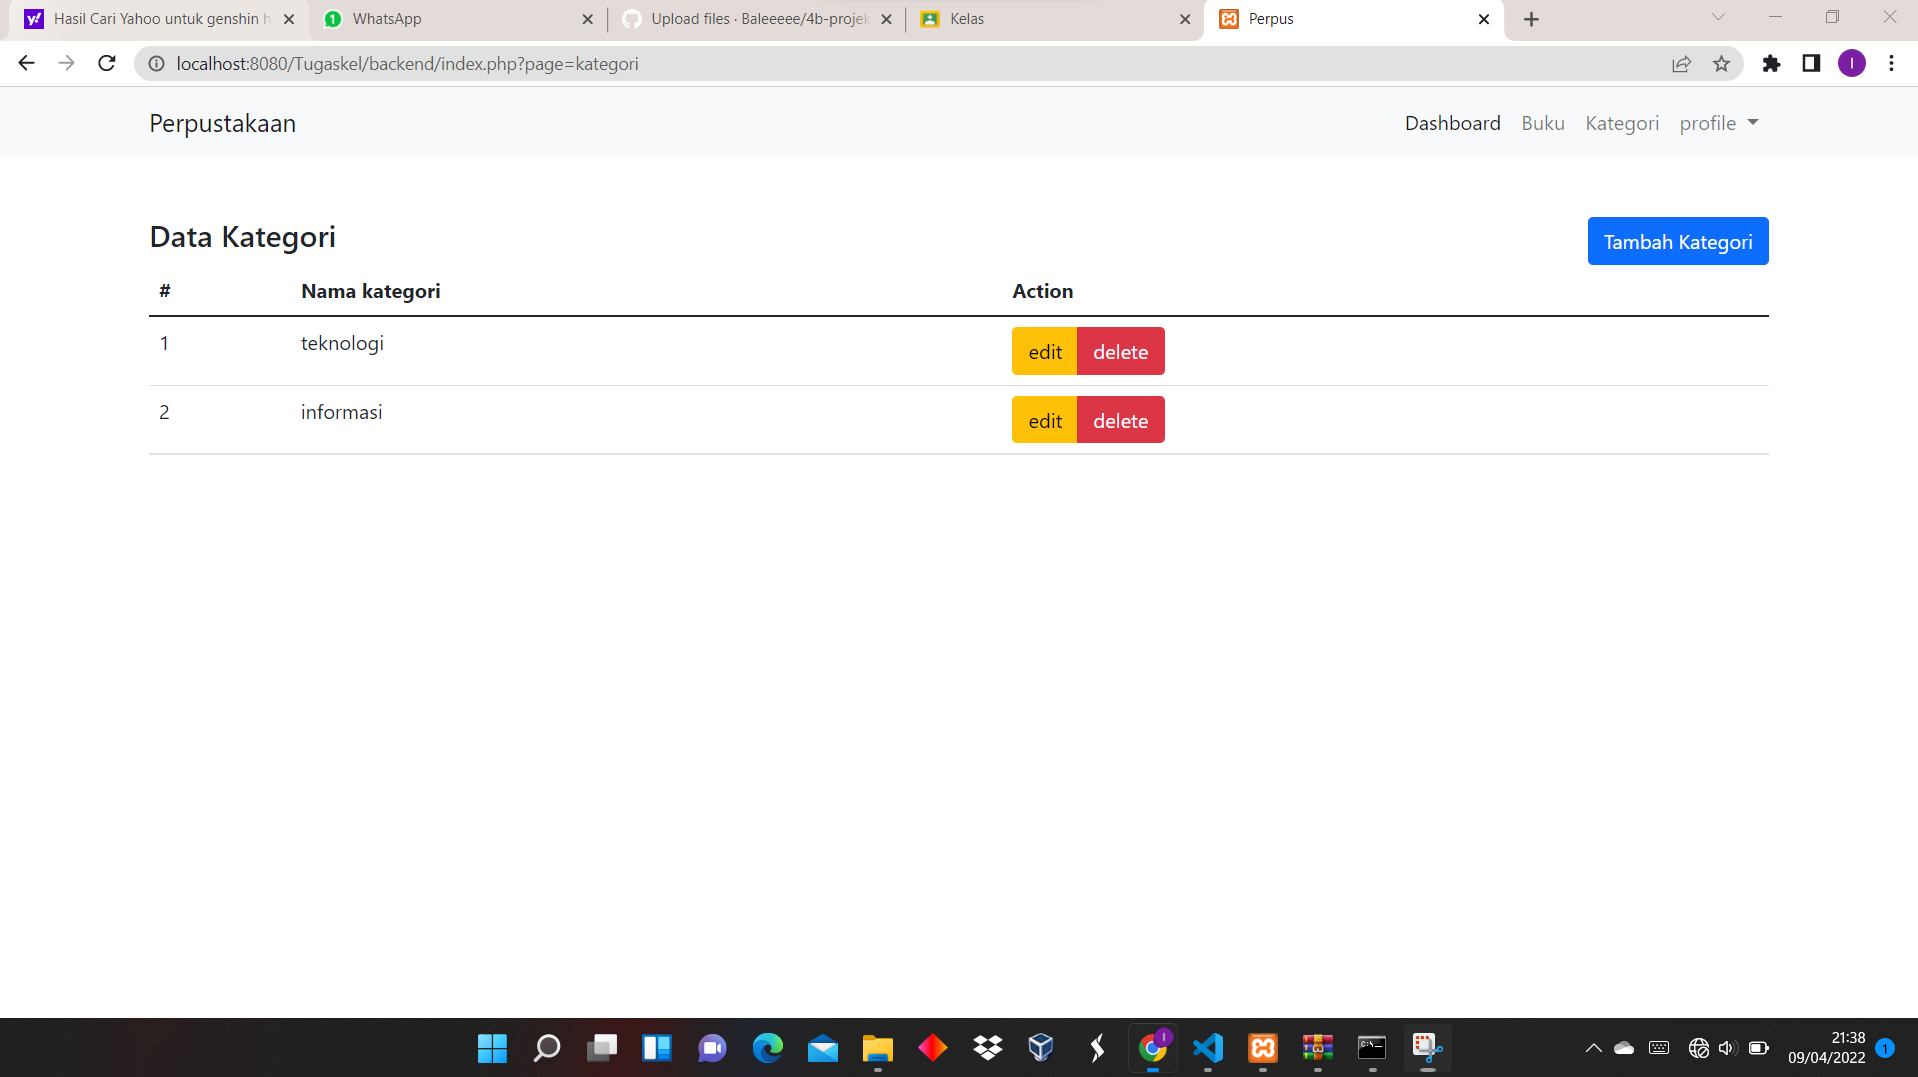 Hasil Cari Yahoo untuk genshin h
WhatsApp
Upload files · Baleeeee/4b-projek
Kelas
Perpus
localhost:8080/Tugaskel/backend/index.php?page=kategori
I
Perpustakaan
Dashboard Buku Kategori profile
Data Kategori
Tambah Kategori
# Nama kategori Action
1 teknologi edit delete
2 informasi edit delete
21:38
09/04/2022
1